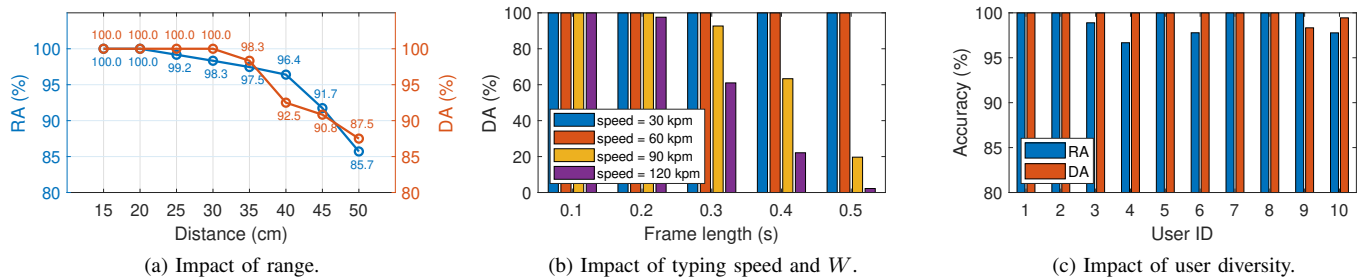 100.0 100.0 100.0 100.0
98.3
96.4
91.7
87.5
100.0 100.0
99.2
98.3
97.5
92.5
90.8
85.7
RA (%)
80
85
90
95
100
DA (%)
80
85
90
95
100
15 20 25 30 35 40 45 50
Distance (cm)
(a) Impact of range.
DA (%)
100
80
60
40
20
0
speed = 30 kpm
speed = 60 kpm
speed = 90 kpm
speed = 120 kpm
0.1 0.2 0.3 0.4 0.5
Frame length (s)
(b) Impact of typing speed and W.
Accuracy (%)
100
95
90
85
80
RA
DA
1 2 3 4 5 6 7 8 9 10
User ID
(c) Impact of user diversity.